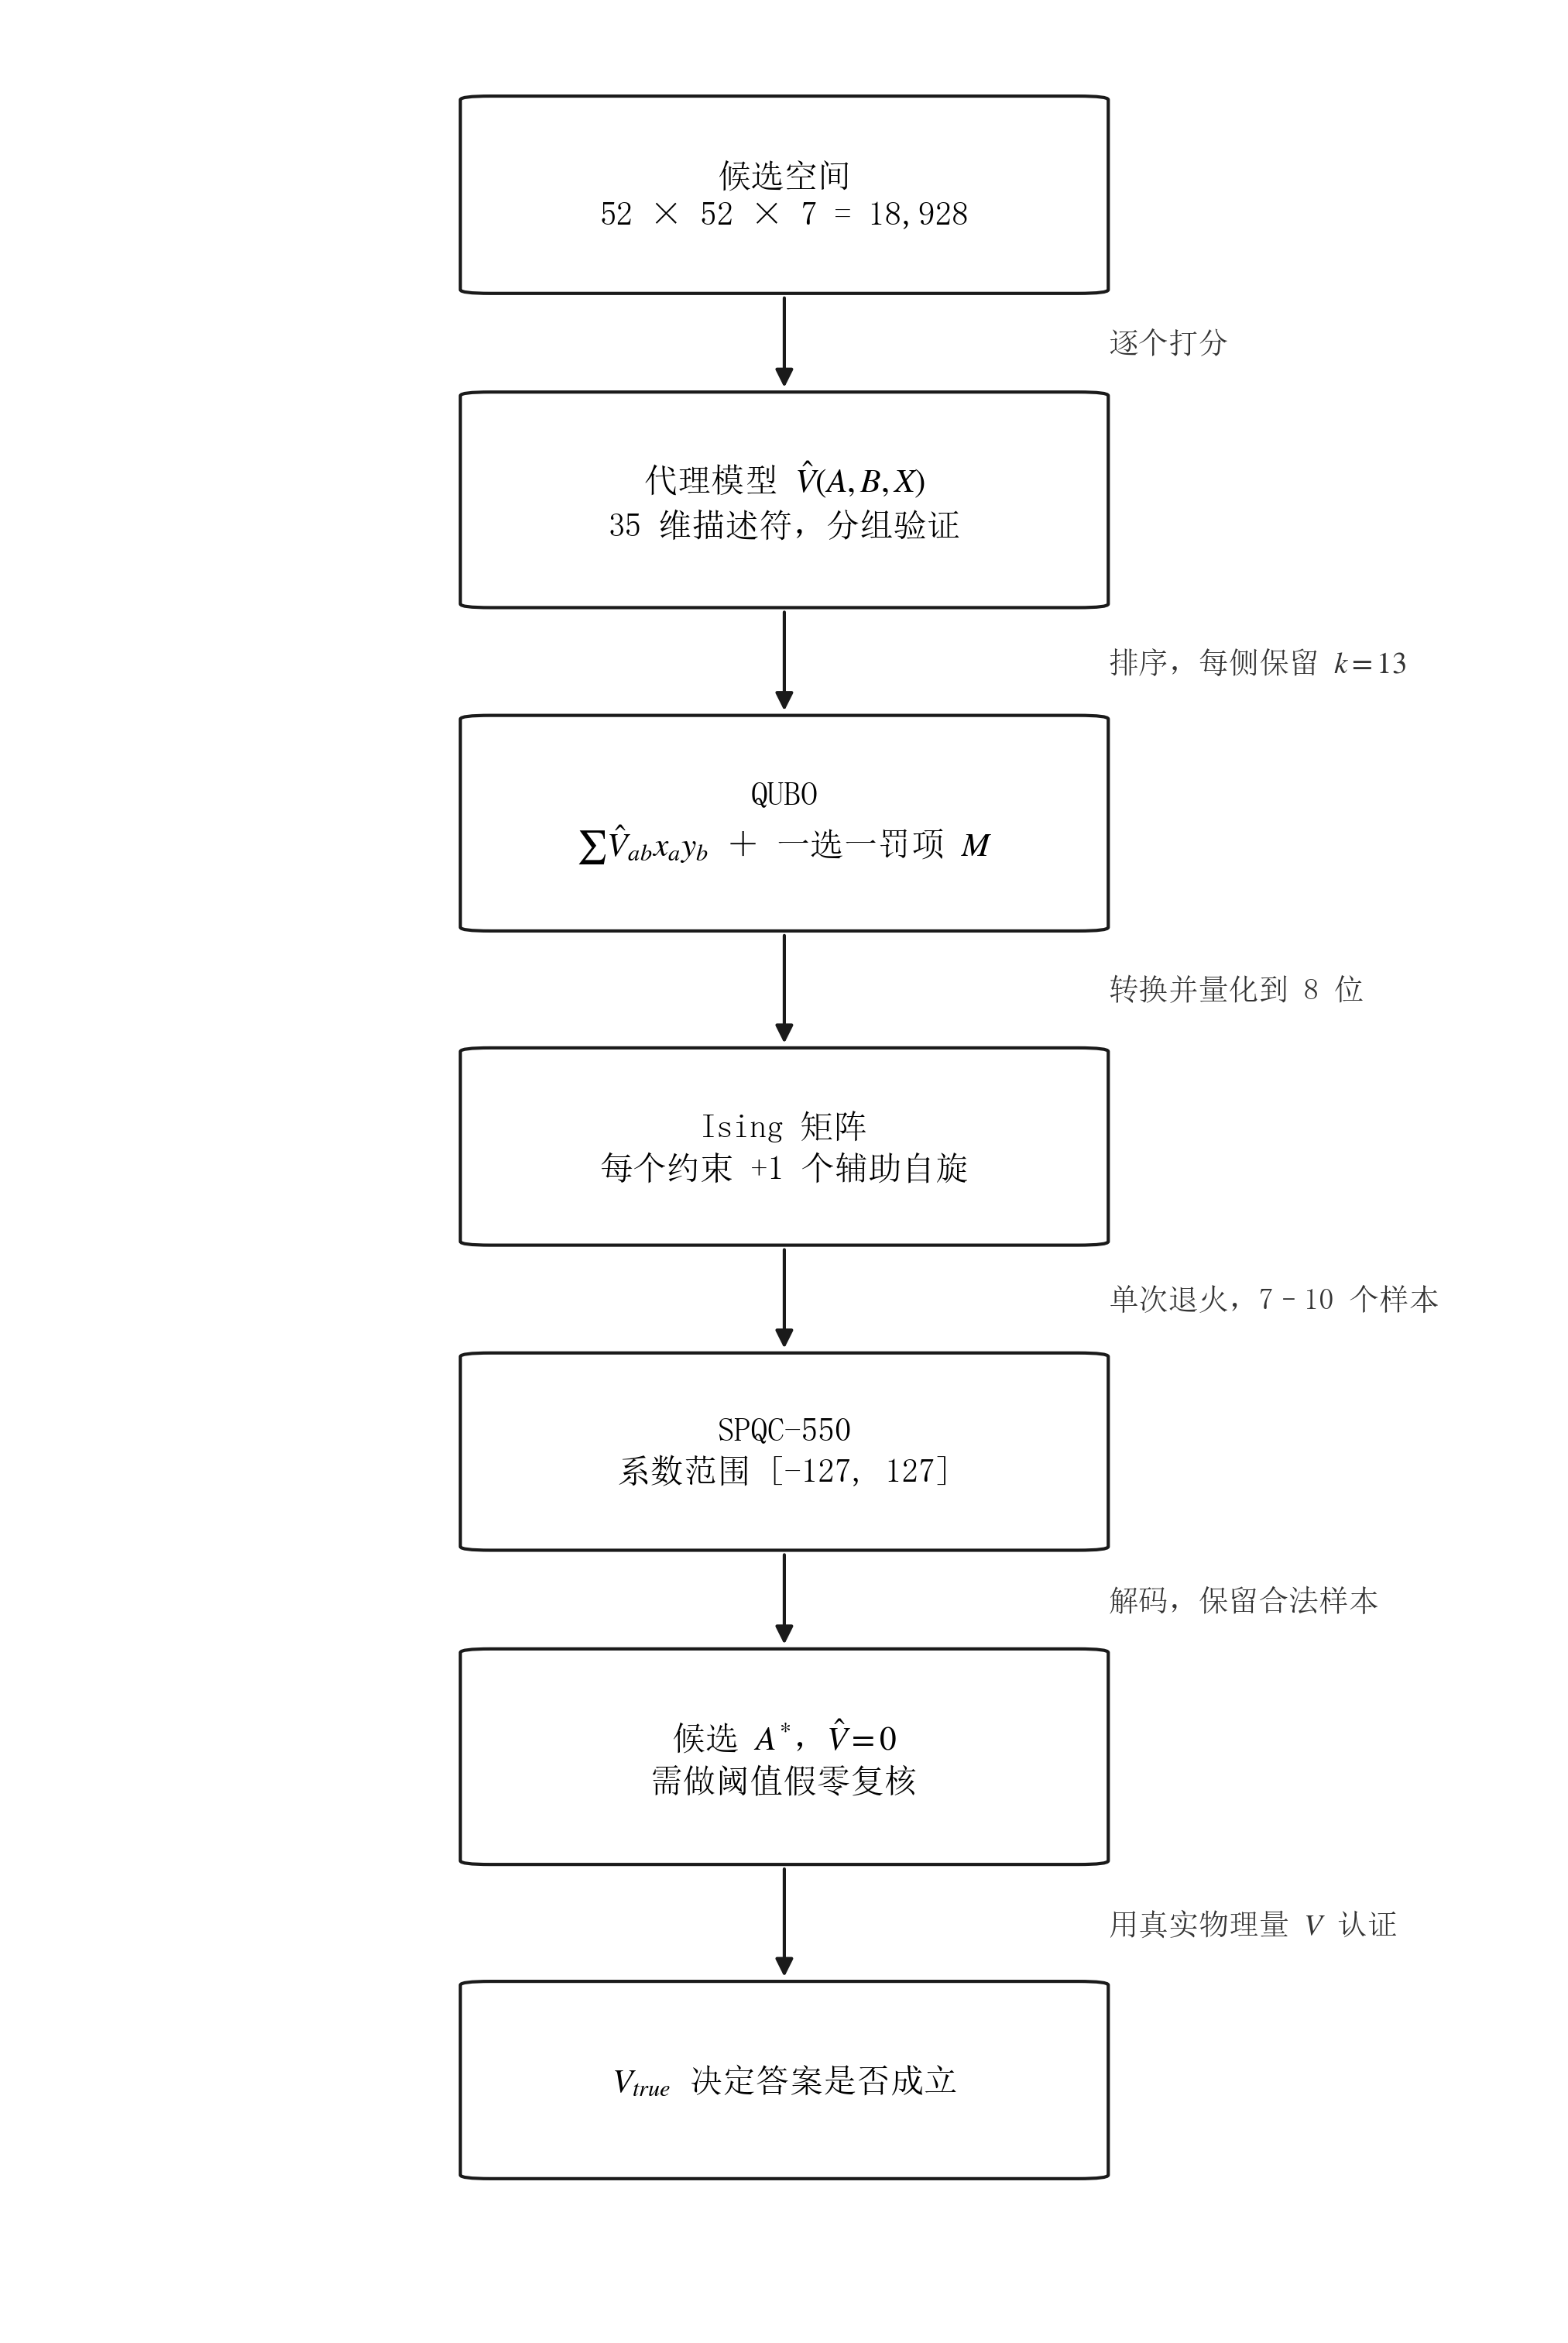 候选空间
52 × 52 × 7 = 18,928
逐个打分
代理模型 V̂(A, B, X)
35 维描述符，分组验证
排序，每侧保留 k=13
QUBO
∑V̂_{ab}x_a y_b + 一选一罚项 M
转换并量化到 8 位
Ising 矩阵
每个约束 +1 个辅助自旋
单次退火，7–10 个样本
SPQC-550
系数范围 [-127, 127]
解码，保留合法样本
候选 A*，V̂=0
需做阈值假零复核
用真实物理量 V 认证
V_{true} 决定答案是否成立